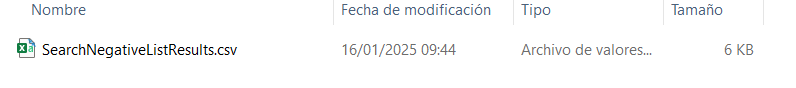 Nombre Fecha de modificación Tipo Tamaño
SearchNegativeListResults.csv 16/01/2025 09:44 Archivo de valores... 6 KB